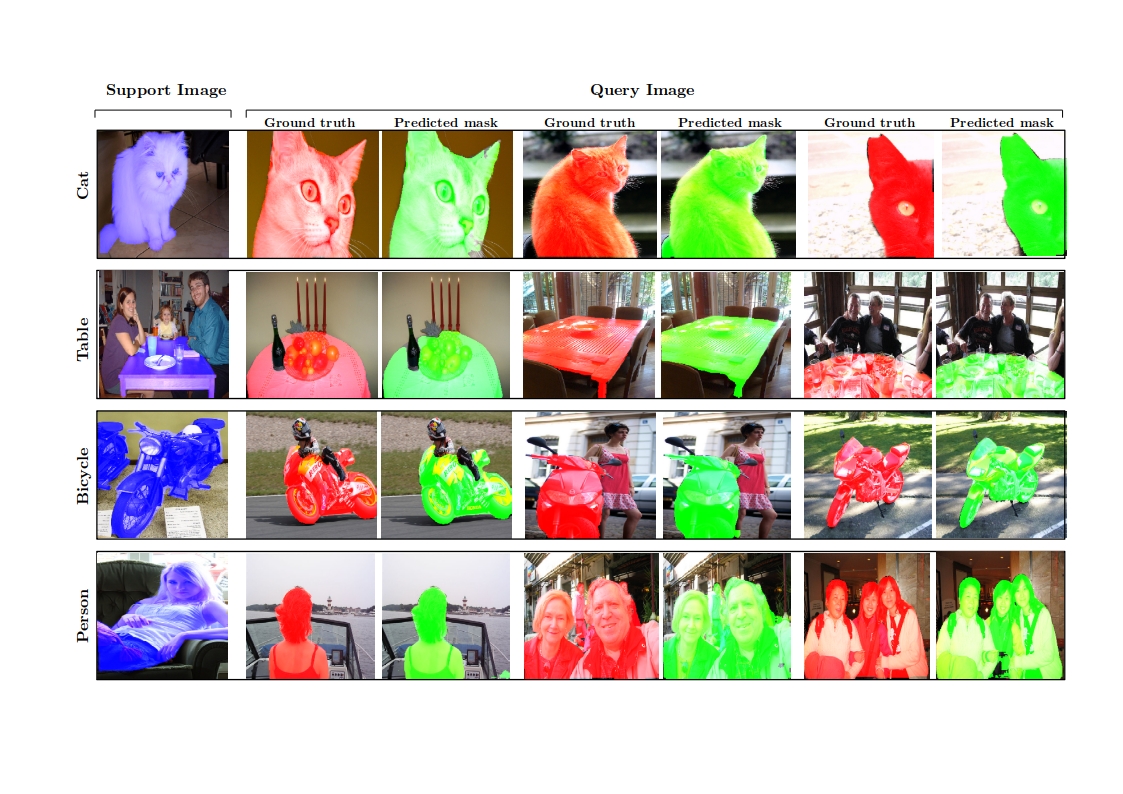 Support Image
Query Image
Ground truth
Predicted mask
Ground truth
Predicted mask
Ground truth
Predicted mask
Cat
Table
Bicycle
Person